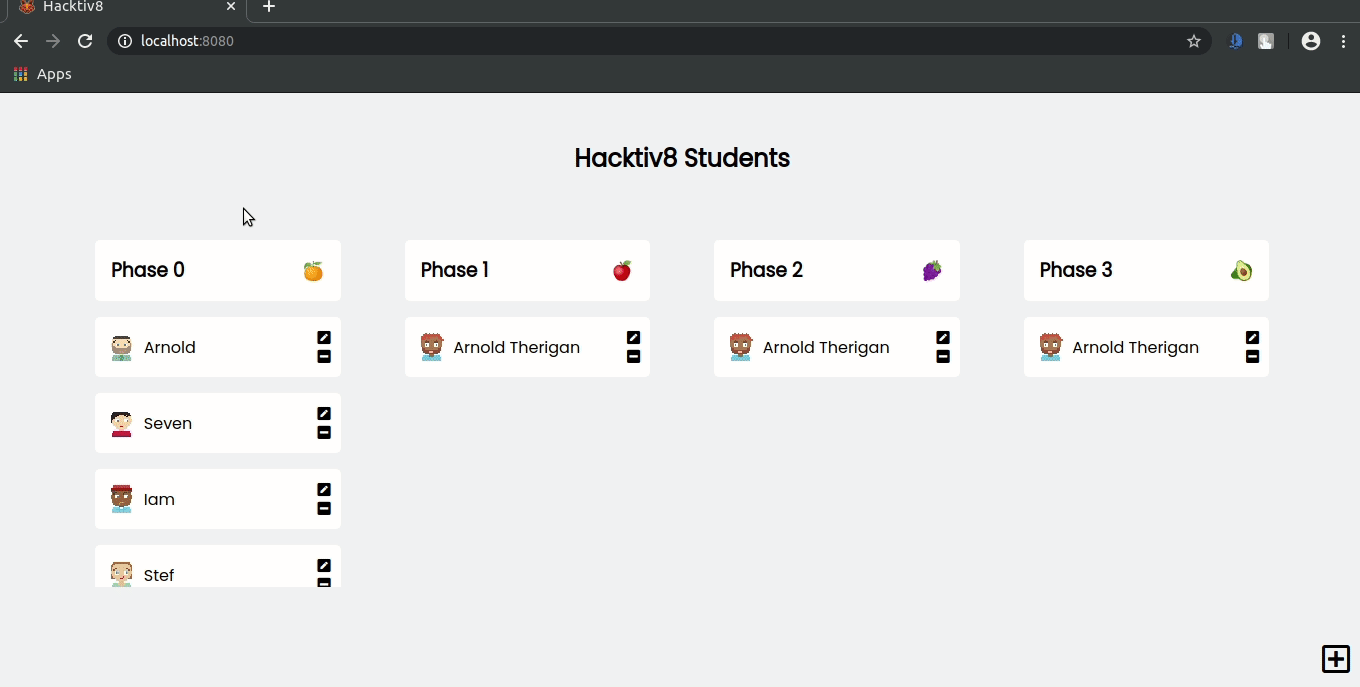 Hacktiv8
localhost:8080
Apps
Hacktiv8 Students
Phase 0
Phase 1
Phase 2
Phase 3
Arnold
Arnold Therigan
Arnold Therigan
Arnold Therigan
Seven
Iam
Stef